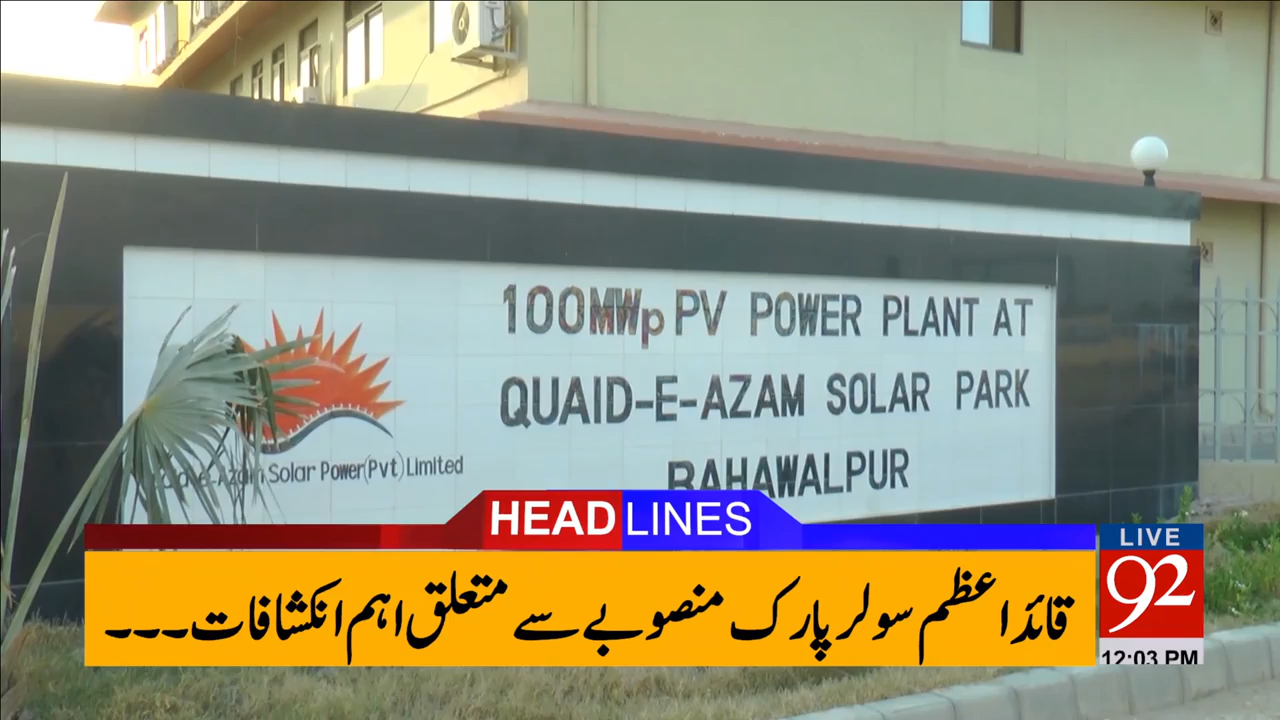 100MWp PV POWER PLANT AT
QUAID-E-AZAM SOLAR PARK
BAHAWALPUR
Azam Solar Power(Pvt) Limited
HEADLINES
قائداعظم سولر پارک منصوبے سے متعلق اہم انکشافات۔۔۔
LIVE
92
12:03 PM